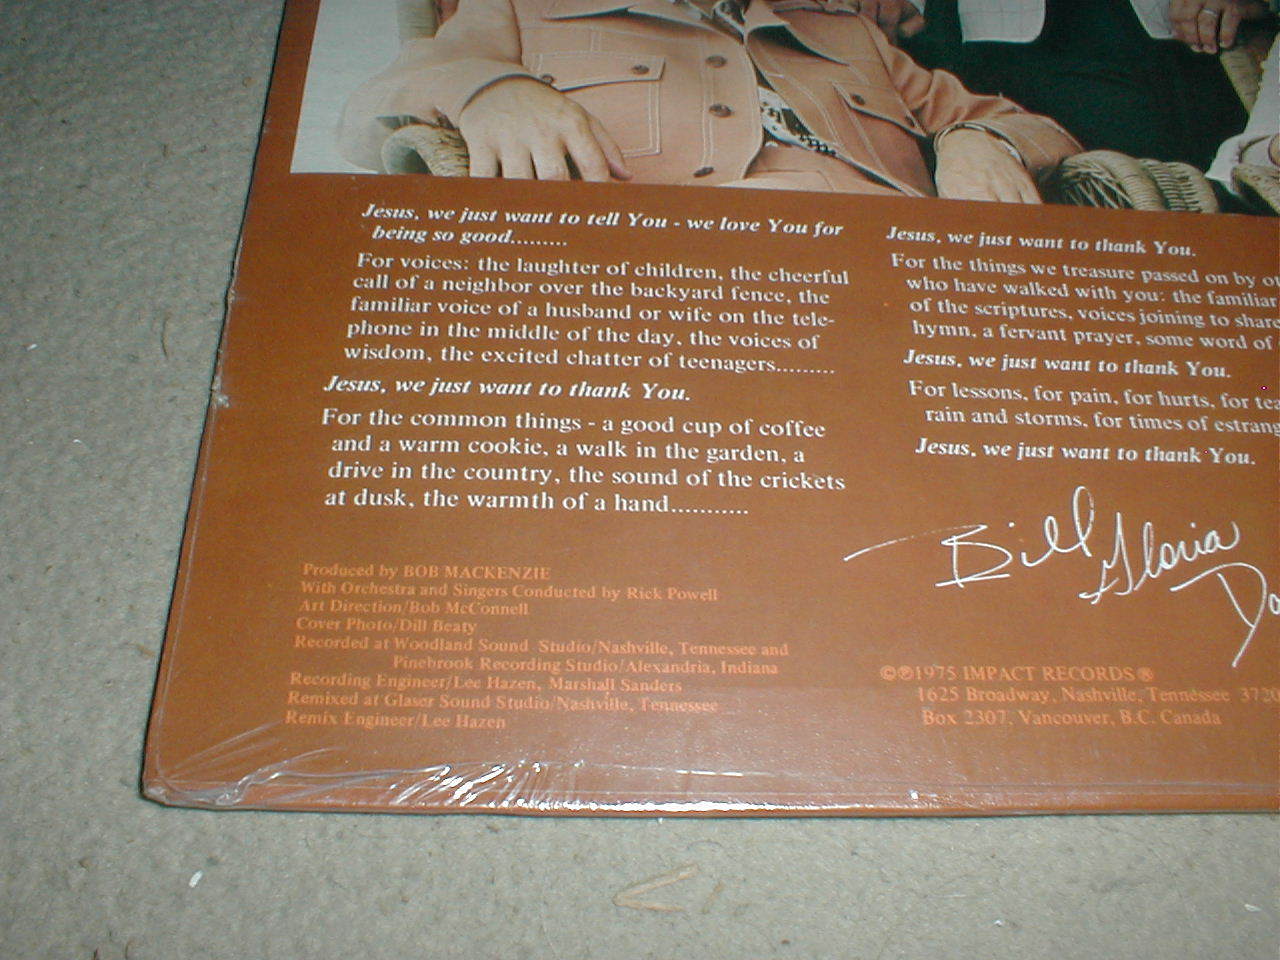 Jesus, we just want to tell You - we love You for
being so good.........
For voices: the laughter of children, the cheerful
call of a neighbor over the backyard fence, the
familiar voice of a husband or wife on the tele-
phone in the middle of the day, the voices of
wisdom, the excited chatter of teenagers.........
Jesus, we just want to thank You.
For the common things - a good cup of coffee
and a warm cookie, a walk in the garden, a
drive in the country, the sound of the crickets
at dusk, the warmth of a hand...........
Jesus, we just want to thank You.
For the things we treasure passed on by
who have walked with you: the familiar
of the scriptures, voices joining to share
hymn, a fervant prayer, some word of
Jesus, we just want to thank You.
For lessons, for pain, for hurts, for
rain and storms, for times of
Jesus, we just want to thank You.
Bill Gloria
Produced by BOB MACKENZIE
With Orchestra and Singers Conducted by Rick Powell
Art Direction/Bob McConnell
Cover Photo/Dill Beaty
Recorded at Woodland Sound Studio/Nashville, Tennessee and
Pinebrook Recording Studio/Alexandria, Indiana
Recording Engineer/Lee Hazen, Marshall Sanders
Remixed at Glaser Sound Studio/Nashville, Tennessee
Remix Engineer/Lee Hazen
©℗1975 IMPACT RECORDS®
1625 Broadway, Nashville, Tennessee
Box 2307, Vancouver, B.C. Canada